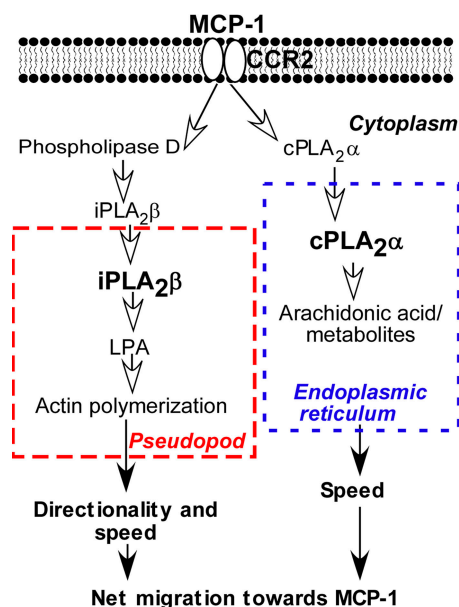 MCP-1
CCR2
Cytoplasm
Phospholipase D
cPLA₂α
iPLA₂β
iPLA₂β
cPLA₂α
LPA
Arachidonic acid/
metabolites
Actin polymerization
Endoplasmic
reticulum
Pseudopod
Directionality and
speed
Speed
Net migration towards MCP-1